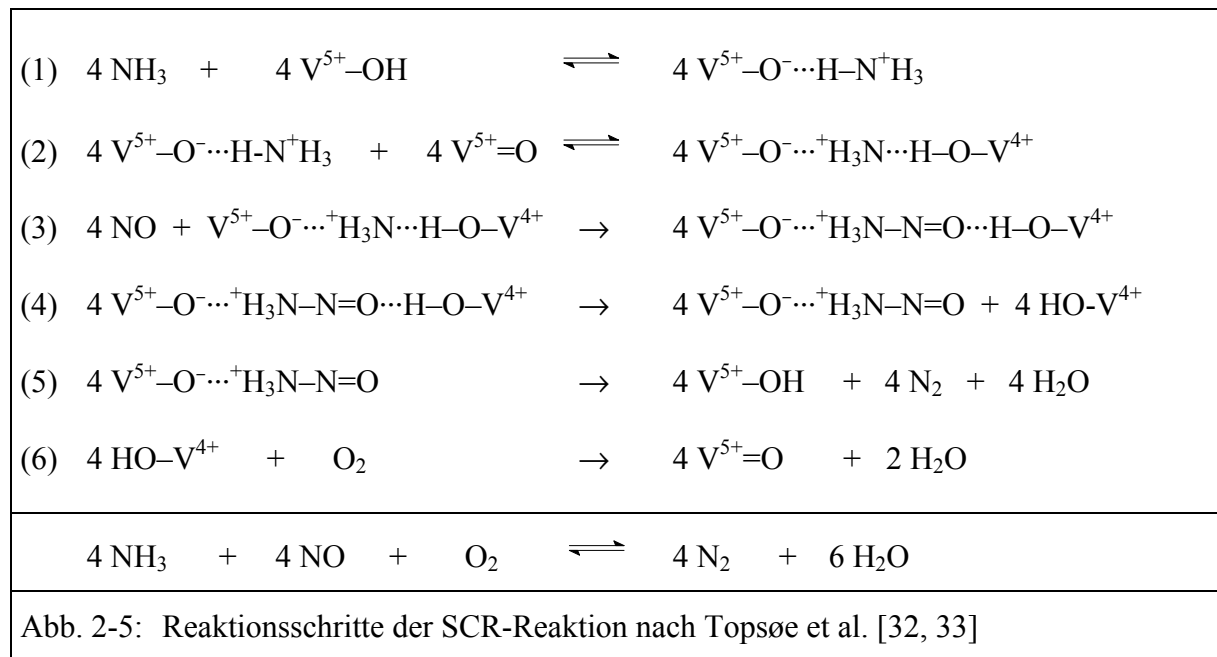 (1) 4 NH₃ + 4 V⁵⁺–OH ⇌ 4 V⁵⁺–O⁻···H–N⁺H₃
(2) 4 V⁵⁺–O⁻···H-N⁺H₃ + 4 V⁵⁺=O ⇌ 4 V⁵⁺–O⁻···⁺H₃N···H–O–V⁴⁺
(3) 4 NO + V⁵⁺–O⁻···⁺H₃N···H–O–V⁴⁺ → 4 V⁵⁺–O⁻···⁺H₃N–N=O···H–O–V⁴⁺
(4) 4 V⁵⁺–O⁻···⁺H₃N–N=O···H–O–V⁴⁺ → 4 V⁵⁺–O⁻···⁺H₃N–N=O + 4 HO-V⁴⁺
(5) 4 V⁵⁺–O⁻···⁺H₃N–N=O → 4 V⁵⁺–OH + 4 N₂ + 4 H₂O
(6) 4 HO–V⁴⁺ + O₂ → 4 V⁵⁺=O + 2 H₂O
4 NH₃ + 4 NO + O₂ ⇌ 4 N₂ + 6 H₂O
Abb. 2-5: Reaktionsschritte der SCR-Reaktion nach Topsøe et al. [32, 33]